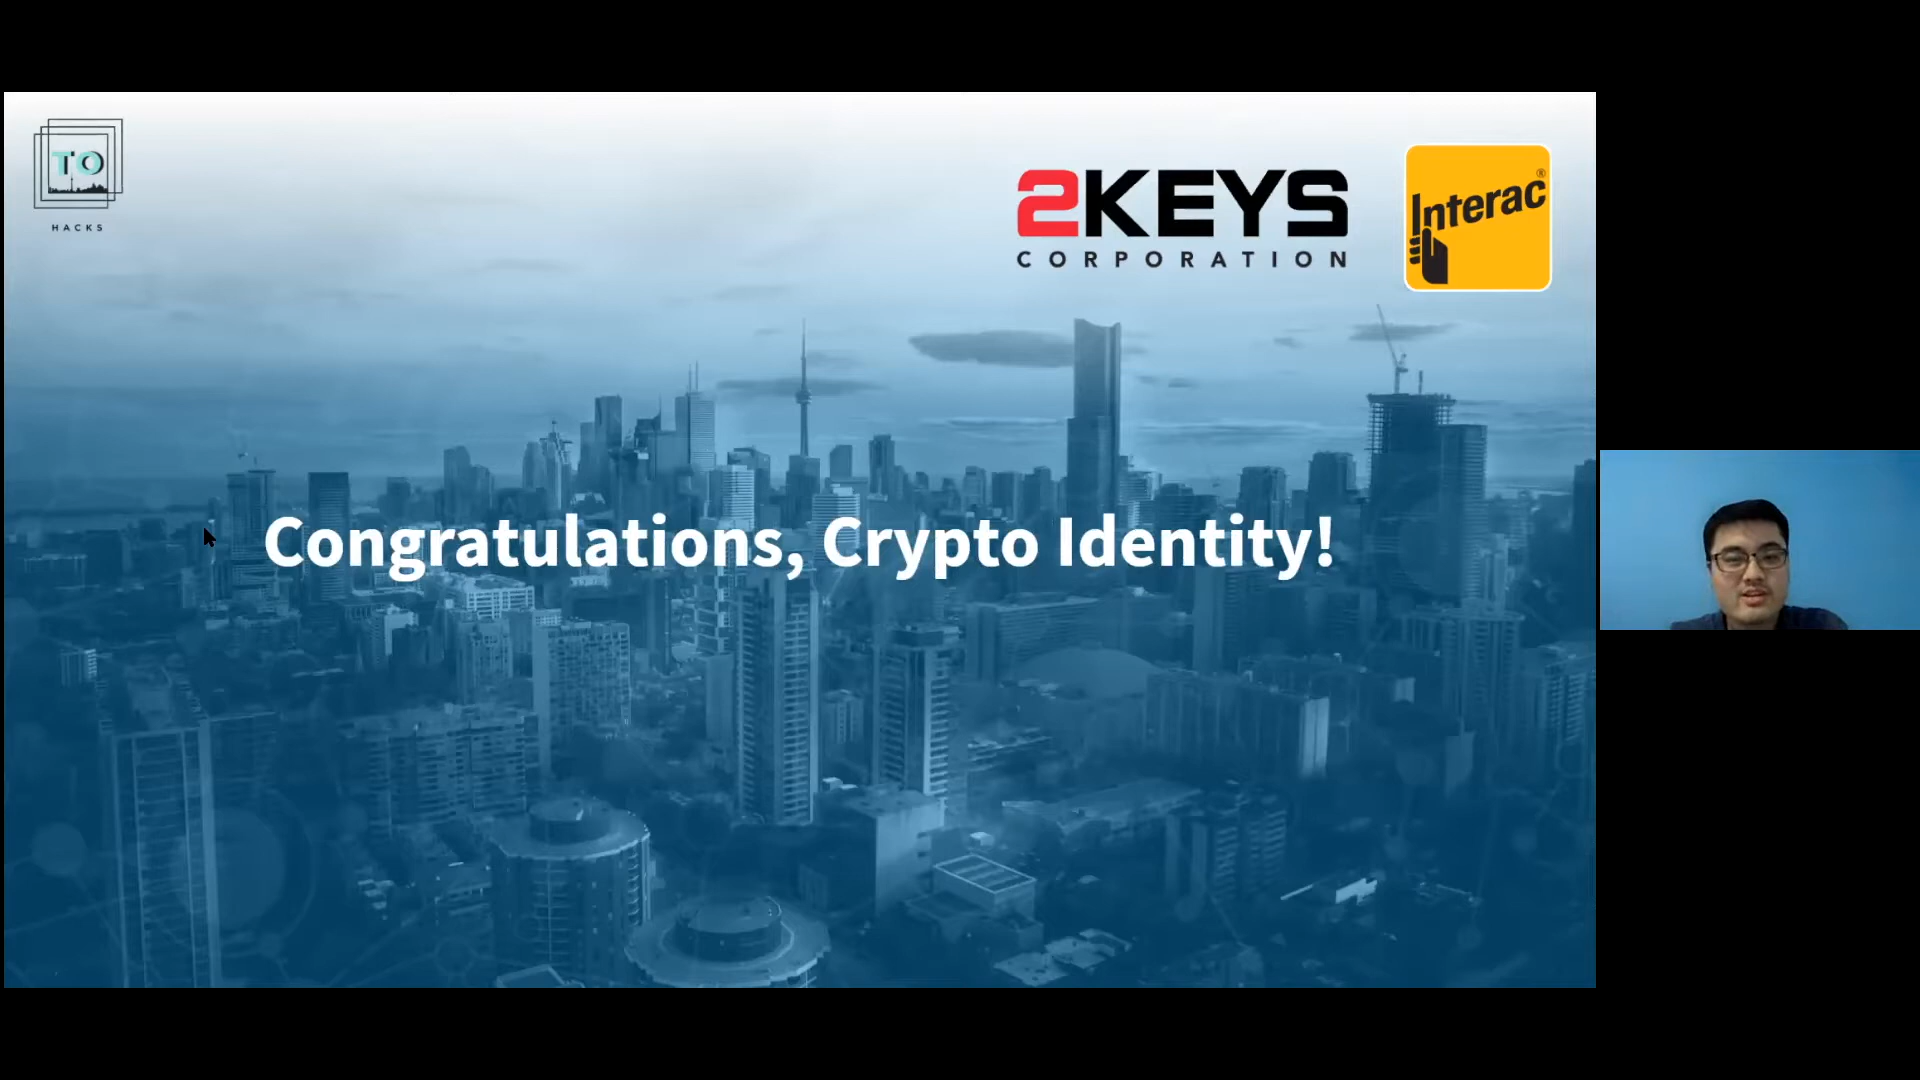 TO
HACKS
2KEYS
CORPORATION
Interac®
Congratulations, Crypto Identity!